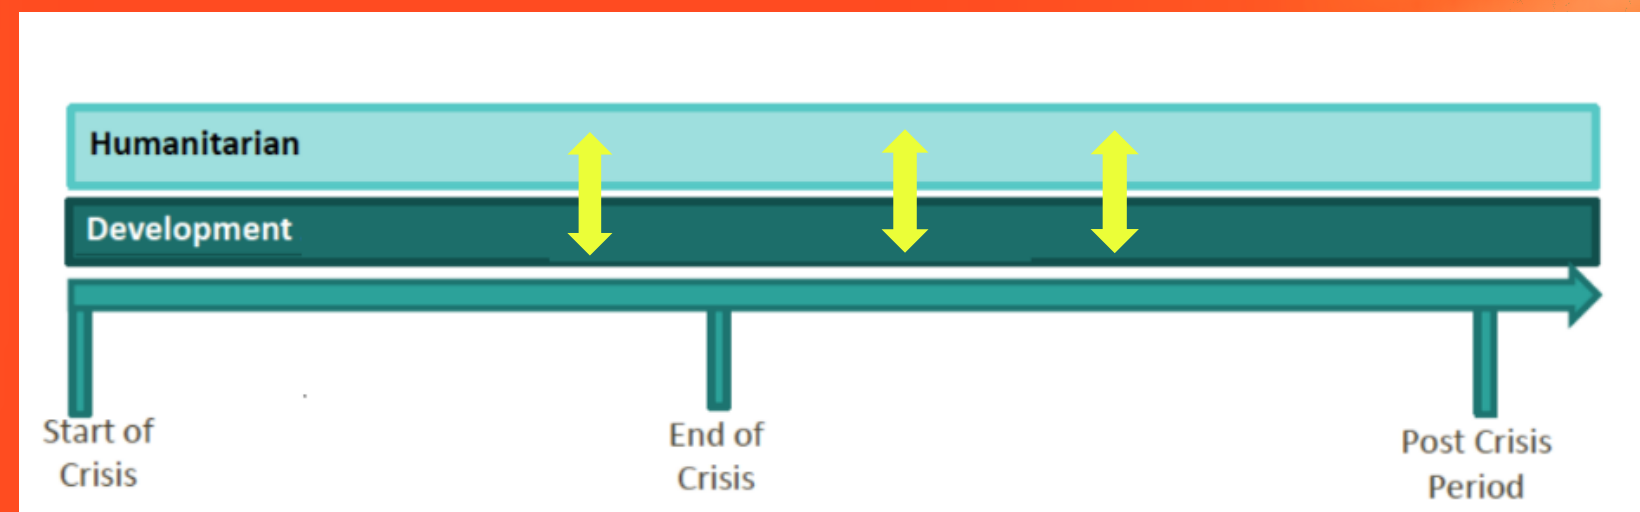 Humanitarian
Development
Start of
Crisis
End of
Crisis
Post Crisis
Period